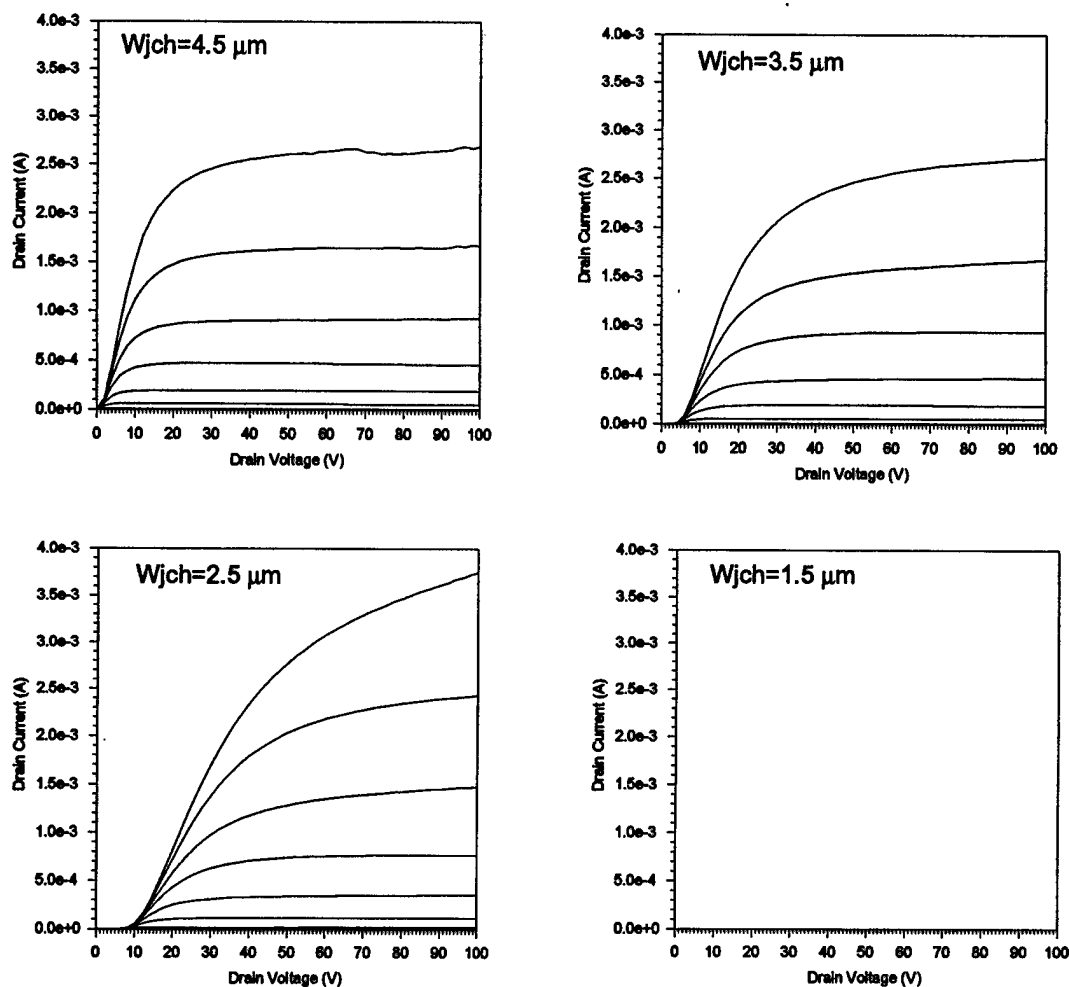 Wjch=4.5 µm
Drain Current (A)
4.0e-3
3.5e-3
3.0e-3
2.5e-3
2.0e-3
1.5e-3
1.0e-3
5.0e-4
0.0e+0
0 10 20 30 40 50 60 70 80 90 100
Drain Voltage (V)
Wjch=3.5 µm
Drain Current (A)
4.0e-3
3.5e-3
3.0e-3
2.5e-3
2.0e-3
1.5e-3
1.0e-3
5.0e-4
0.0e+0
0 10 20 30 40 50 60 70 80 90 100
Drain Voltage (V)
Wjch=2.5 µm
Drain Current (A)
4.0e-3
3.5e-3
3.0e-3
2.5e-3
2.0e-3
1.5e-3
1.0e-3
5.0e-4
0.0e+0
0 10 20 30 40 50 60 70 80 90 100
Drain Voltage (V)
Wjch=1.5 µm
Drain Current (A)
4.0e-3
3.5e-3
3.0e-3
2.5e-3
2.0e-3
1.5e-3
1.0e-3
5.0e-4
0.0e+0
0 10 20 30 40 50 60 70 80 90 100
Drain Voltage (V)